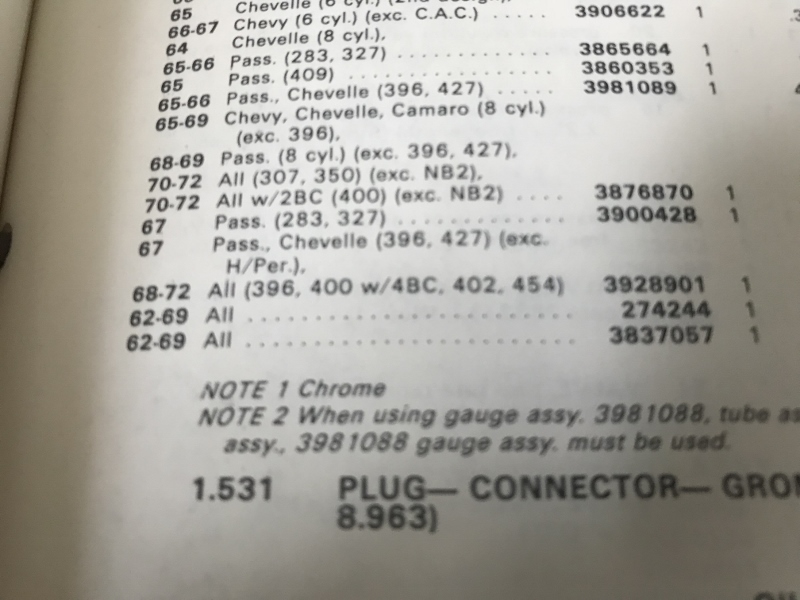 65 Chevelle (6 cyl.)
66-67 Chevy (6 cyl.) (exc. C.A.C.) ..... 3906622 1
64 Chevelle (8 cyl.),
65-66 Pass. (283, 327) ............ 3865664 1
65 Pass. (409) ................ 3860353 1
65-66 Pass., Chevelle (396, 427) ..... 3981089 1
65-69 Chevy, Chevelle, Camaro (8 cyl.)
(exc. 396),
68-69 Pass. (8 cyl.) (exc. 396, 427),
70-72 All (307, 350) (exc. NB2),
70-72 All w/2BC (400) (exc. NB2) .... 3876870 1
67 Pass. (283, 327) ............. 3900428 1
67 Pass., Chevelle (396, 427) (exc.
H/Per.),
68-72 All (396, 400 w/4BC, 402, 454) 3928901 1
62-69 All ......................... 274244 1
62-69 All ......................... 3837057 1
NOTE 1 Chrome
NOTE 2 When using gauge assy. 3981088, tube
assy., 3981088 gauge assy. must be used.
1.531 PLUG— CONNECTOR—
8.963)